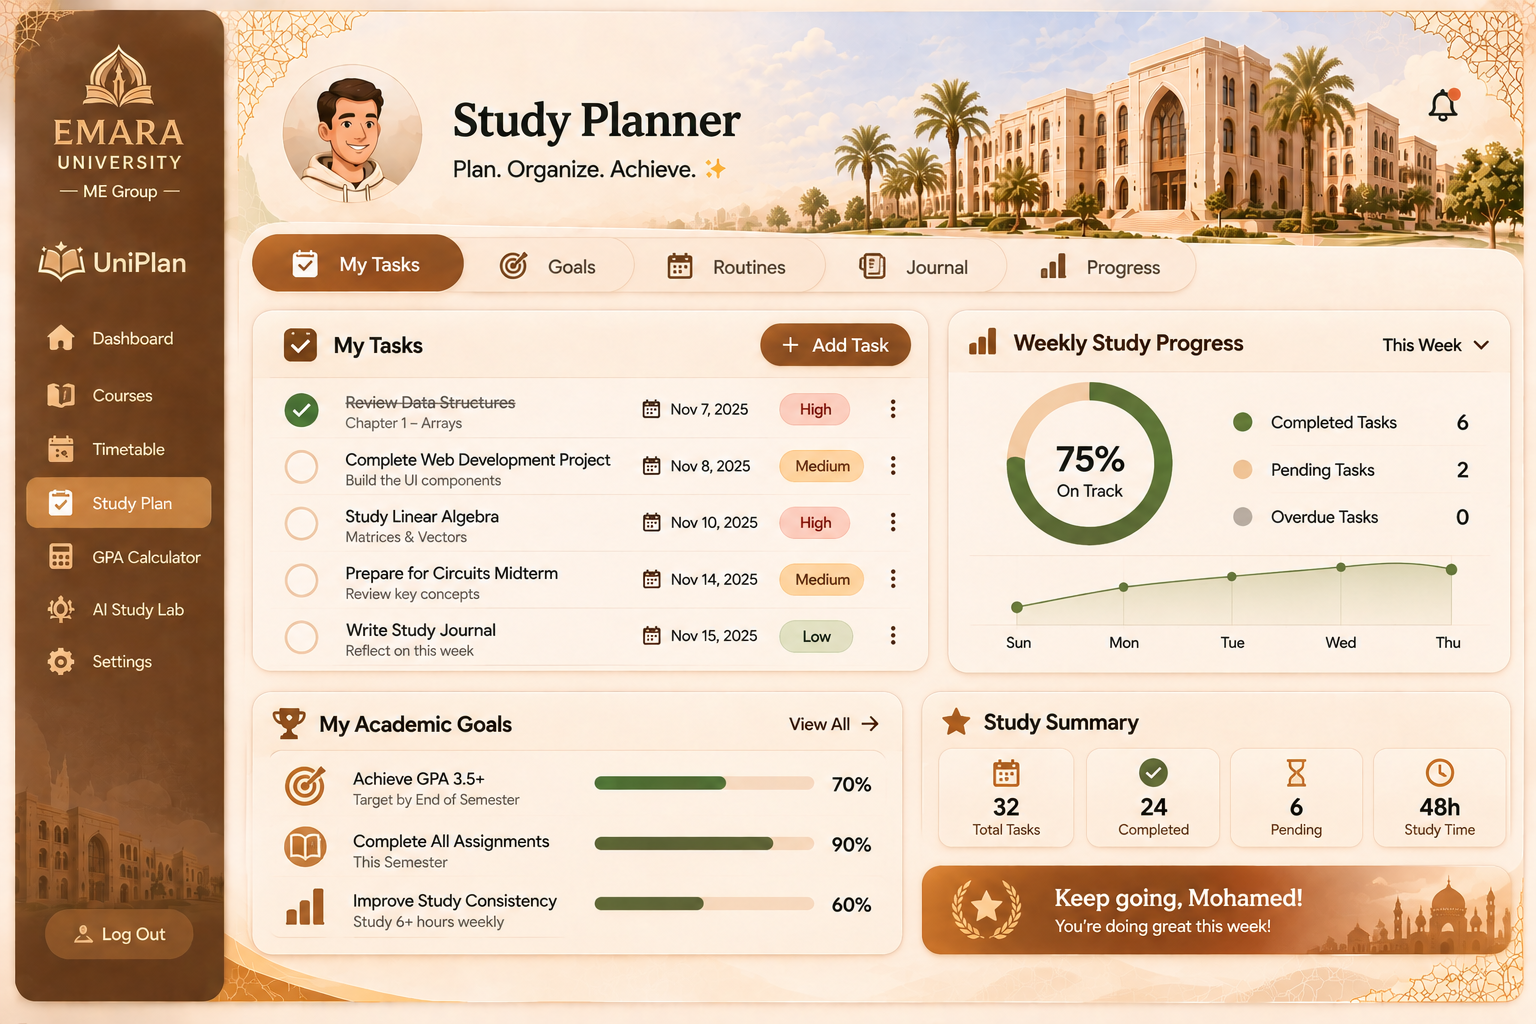 EMARA
UNIVERSITY
— ME Group —
UniPlan
Dashboard
Courses
Timetable
Study Plan
GPA Calculator
AI Study Lab
Settings
Log Out
Study Planner
Plan. Organize. Achieve. ✨
My Tasks
Goals
Routines
Journal
Progress
My Tasks
+ Add Task
Review Data Structures
Chapter 1 – Arrays
Nov 7, 2025
High
Complete Web Development Project
Build the UI components
Nov 8, 2025
Medium
Study Linear Algebra
Matrices & Vectors
Nov 10, 2025
High
Prepare for Circuits Midterm
Review key concepts
Nov 14, 2025
Medium
Write Study Journal
Reflect on this week
Nov 15, 2025
Low
Weekly Study Progress
This Week
75%
On Track
Completed Tasks 6
Pending Tasks 2
Overdue Tasks 0
Sun Mon Tue Wed Thu
My Academic Goals
View All →
Achieve GPA 3.5+
Target by End of Semester
70%
Complete All Assignments
This Semester
90%
Improve Study Consistency
Study 6+ hours weekly
60%
Study Summary
32
Total Tasks
24
Completed
6
Pending
48h
Study Time
Keep going, Mohamed!
You're doing great this week!